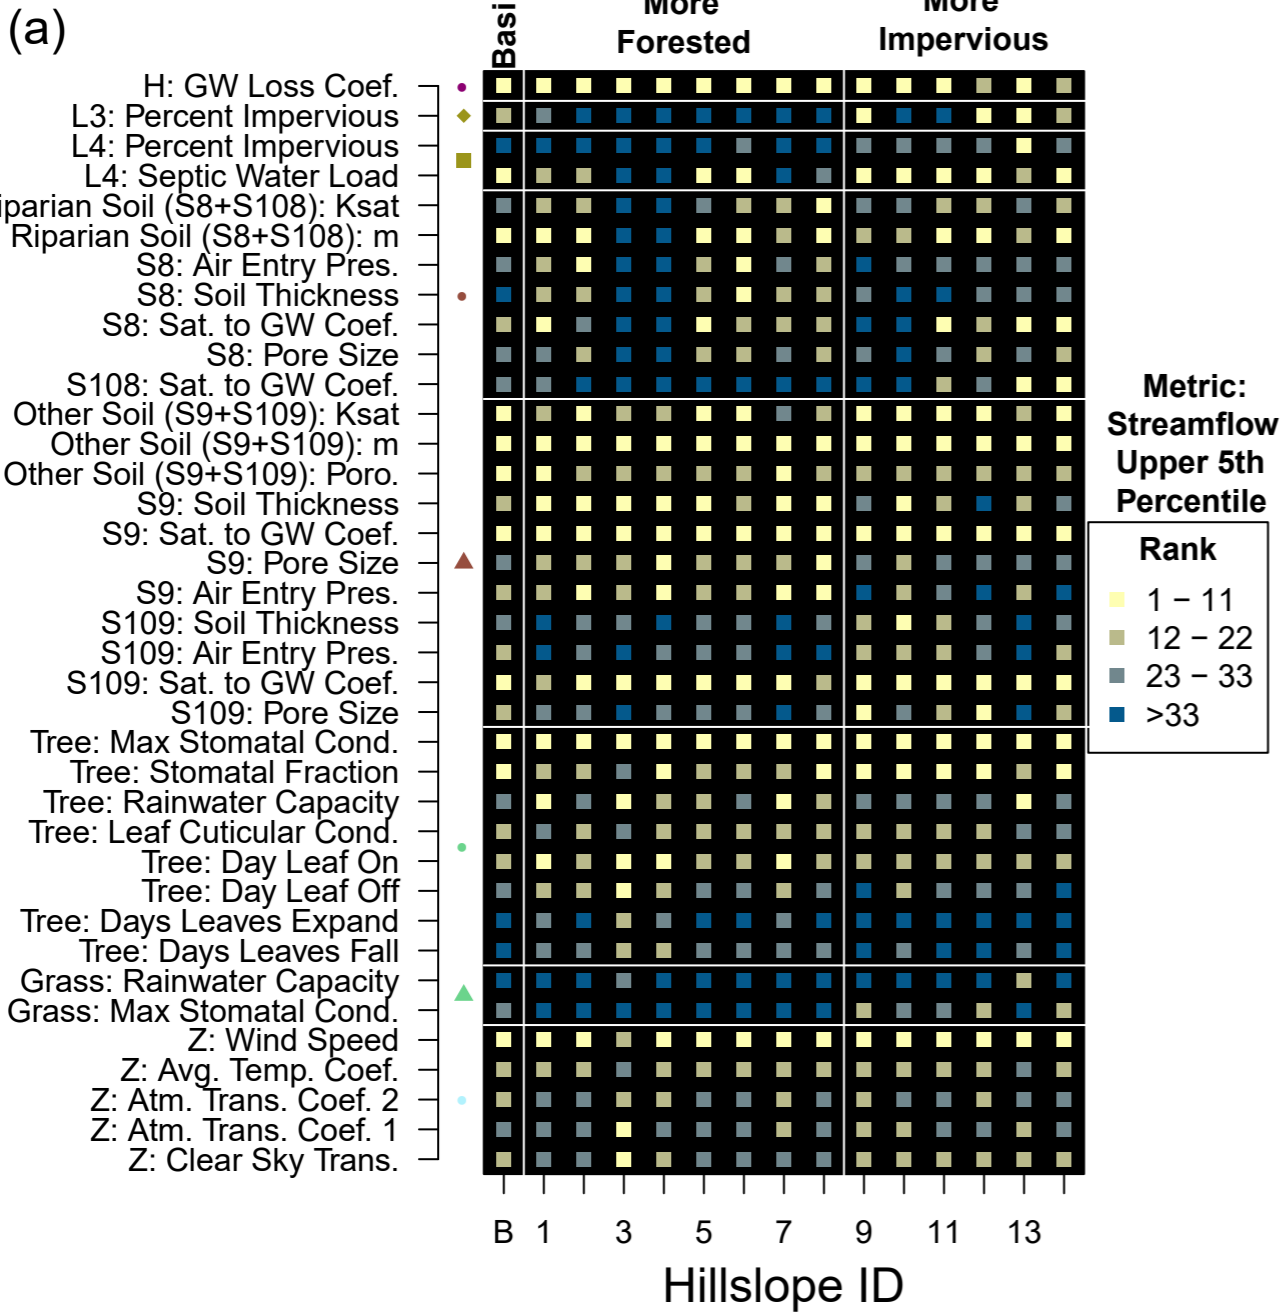 (a)
Basi
More
Forested
More
Impervious
H: GW Loss Coef.
L3: Percent Impervious
L4: Percent Impervious
L4: Septic Water Load
iparian Soil (S8+S108): Ksat
Riparian Soil (S8+S108): m
S8: Air Entry Pres.
S8: Soil Thickness
S8: Sat. to GW Coef.
S8: Pore Size
S108: Sat. to GW Coef.
Other Soil (S9+S109): Ksat
Other Soil (S9+S109): m
Other Soil (S9+S109): Poro.
S9: Soil Thickness
S9: Sat. to GW Coef.
S9: Pore Size
S9: Air Entry Pres.
S109: Soil Thickness
S109: Air Entry Pres.
S109: Sat. to GW Coef.
S109: Pore Size
Tree: Max Stomatal Cond.
Tree: Stomatal Fraction
Tree: Rainwater Capacity
Tree: Leaf Cuticular Cond.
Tree: Day Leaf On
Tree: Day Leaf Off
Tree: Days Leaves Expand
Tree: Days Leaves Fall
Grass: Rainwater Capacity
Grass: Max Stomatal Cond.
Z: Wind Speed
Z: Avg. Temp. Coef.
Z: Atm. Trans. Coef. 2
Z: Atm. Trans. Coef. 1
Z: Clear Sky Trans.
Metric:
Streamflow
Upper 5th
Percentile
Rank
1 − 11
12 − 22
23 − 33
>33
B 1 3 5 7 9 11 13
Hillslope ID